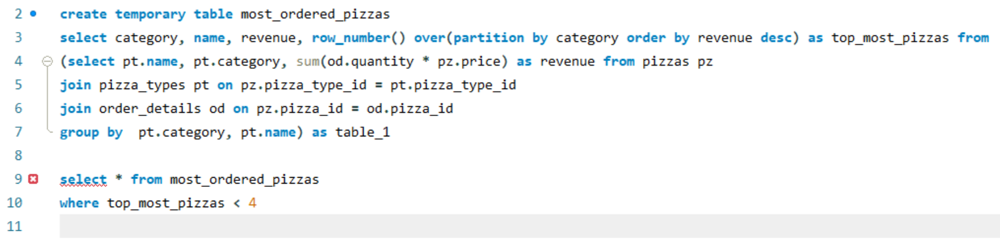 2 create temporary table most_ordered_pizzas
3 select category, name, revenue, row_number() over(partition by category order by revenue desc) as top_most_pizzas from
4 (select pt.name, pt.category, sum(od.quantity * pz.price) as revenue from pizzas pz
5 join pizza_types pt on pz.pizza_type_id = pt.pizza_type_id
6 join order_details od on pz.pizza_id = od.pizza_id
7 group by  pt.category, pt.name) as table_1
8
9 select * from most_ordered_pizzas
10 where top_most_pizzas < 4
11